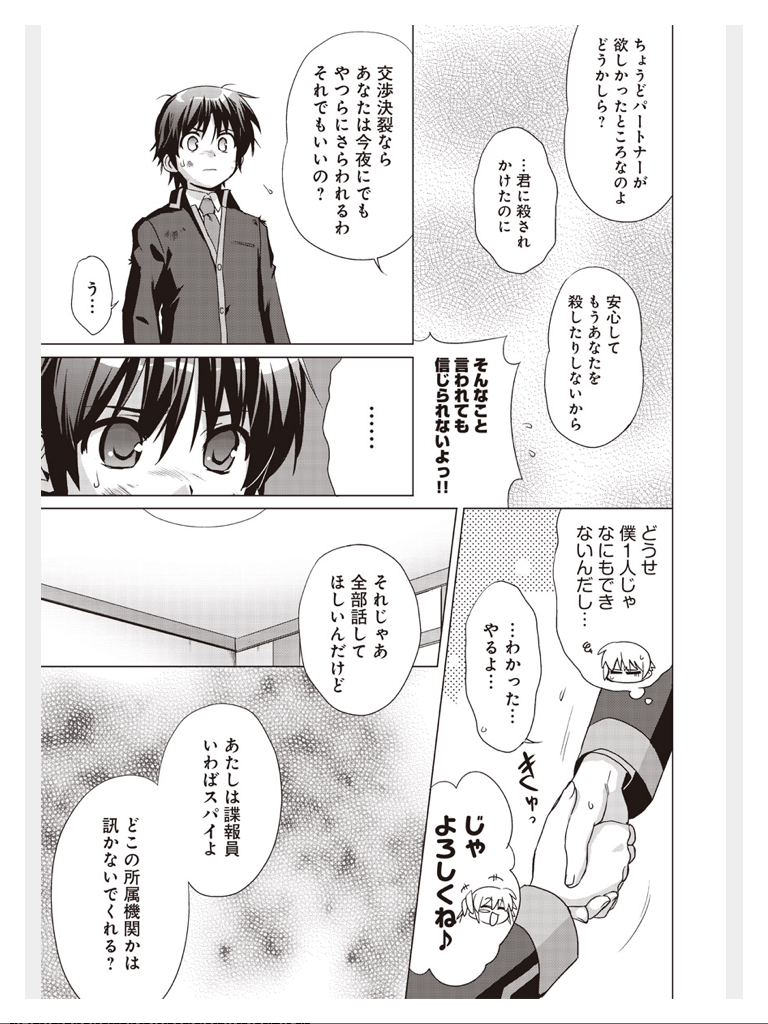 ちょうどパートナーが
欲しかったところなのよ
どうかしら?
…君に殺され
かけたのに
安心して
もうあなたを
殺したりしないから
そんなこと
言われても
信じられないよっ!!
交渉決裂なら
あなたは今夜にでも
やつらにさらわれるわ
それでもいいの?
う…
……
どうせ
僕1人じゃ
なにもでき
ないんだし…
…わかった…
やるよ…
きゅっ
じゃ
よろしくね♪
それじゃあ
全部話して
ほしいんだけど
あたしは諜報員
いわばスパイよ
どこの所属機関かは
訊かないでくれる?